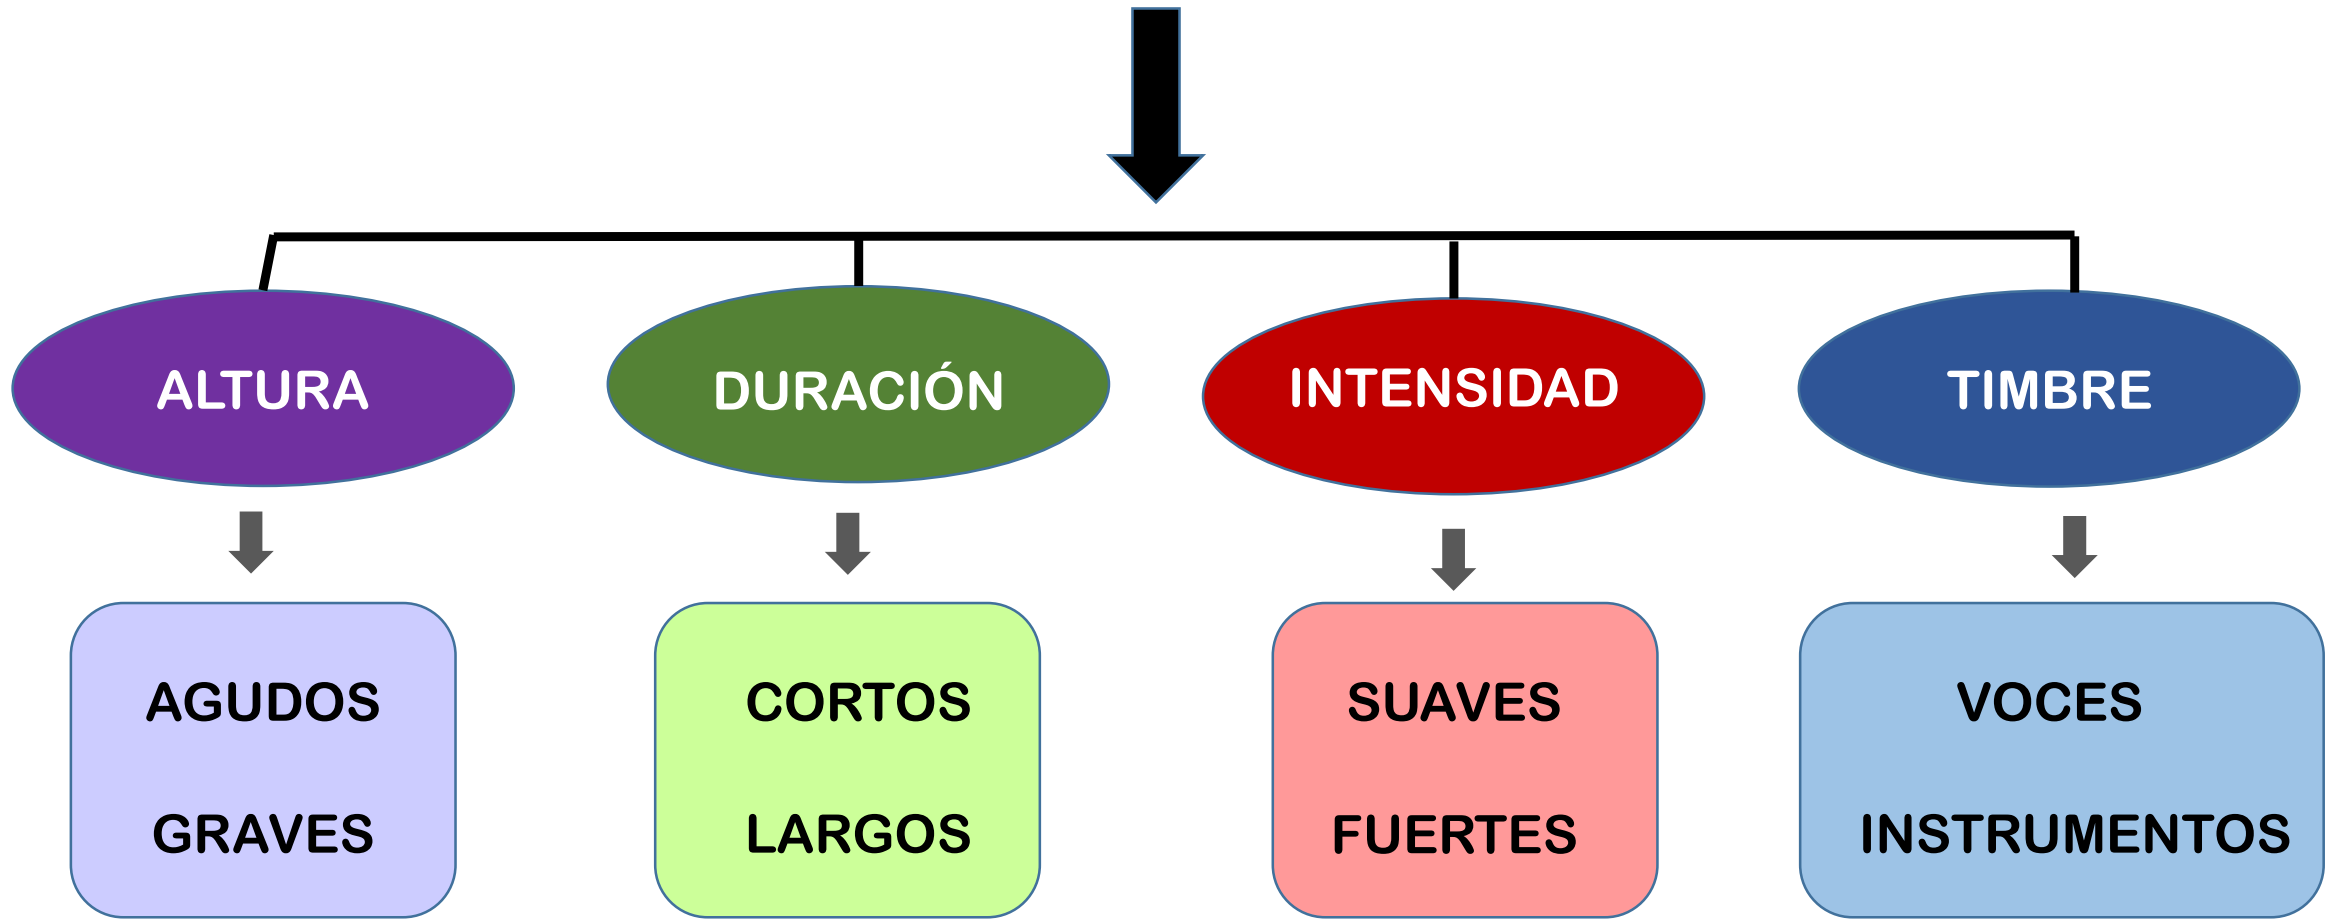 ALTURA
DURACIÓN
INTENSIDAD
TIMBRE
AGUDOS
GRAVES
CORTOS
LARGOS
SUAVES
FUERTES
VOCES
INSTRUMENTOS